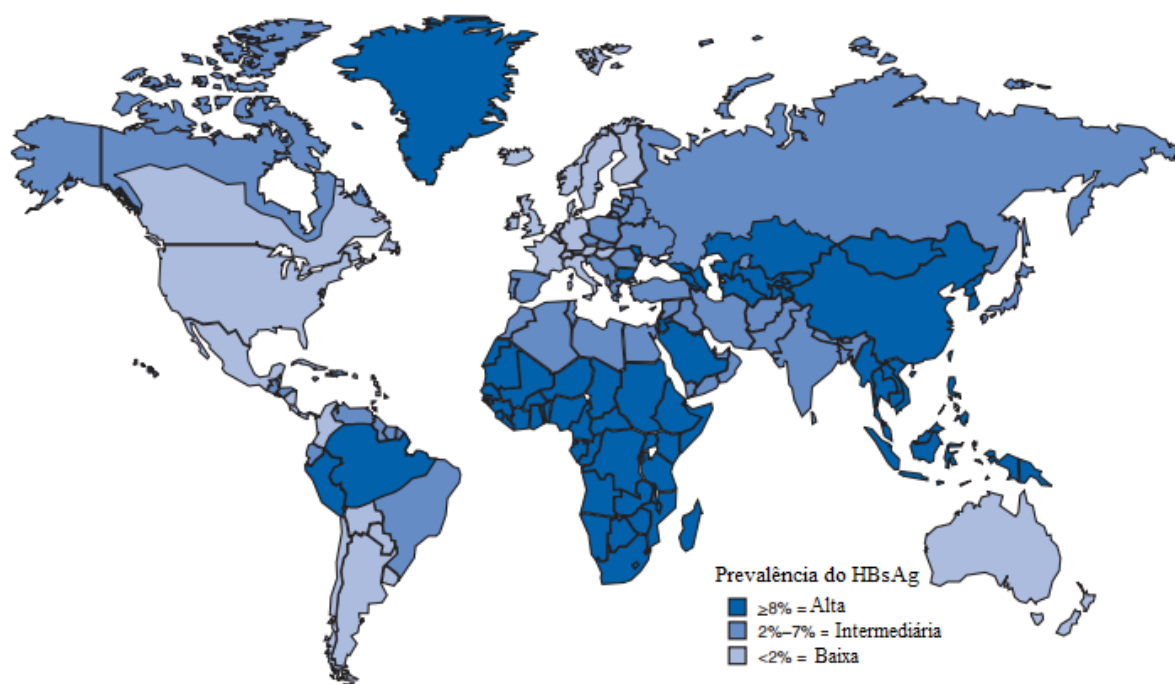 Prevalência do HBsAg
≥8% = Alta
2%–7% = Intermediária
<2% = Baixa